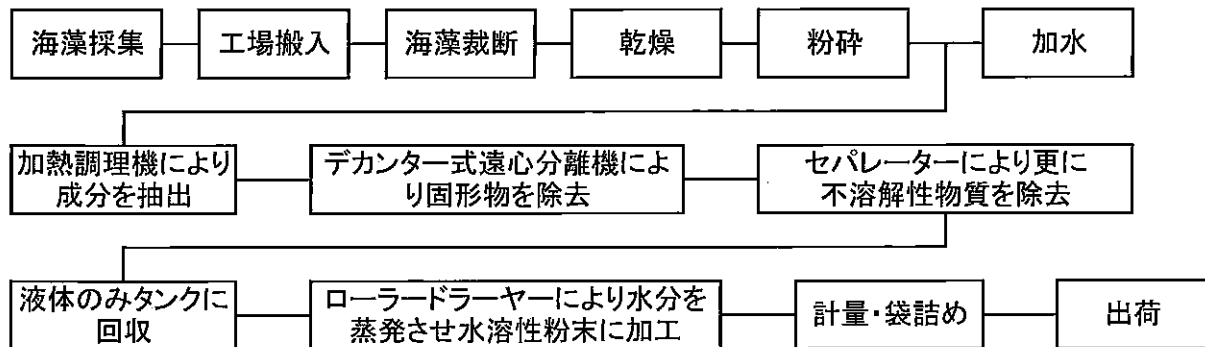 海藻採集
工場搬入
海藻裁断
乾燥
粉砕
加水
加熱調理機により
成分を抽出
デカンター式遠心分離機によ
り固形物を除去
セパレーターにより更に
不溶解性物質を除去
液体のみタンクに
回収
ローラードラーヤーにより水分を
蒸発させ水溶性粉末に加工
計量・袋詰め
出荷